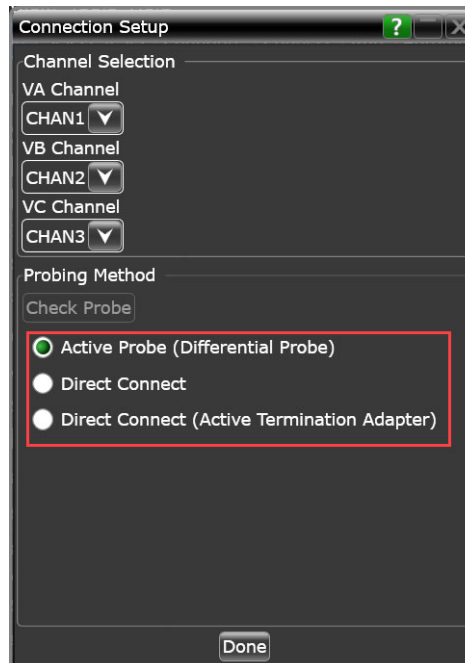 Connection Setup ? X
Channel Selection
VA Channel
CHAN1
VB Channel
CHAN2
VC Channel
CHAN3
Probing Method
Check Probe
Active Probe (Differential Probe)
Direct Connect
Direct Connect (Active Termination Adapter)
Done